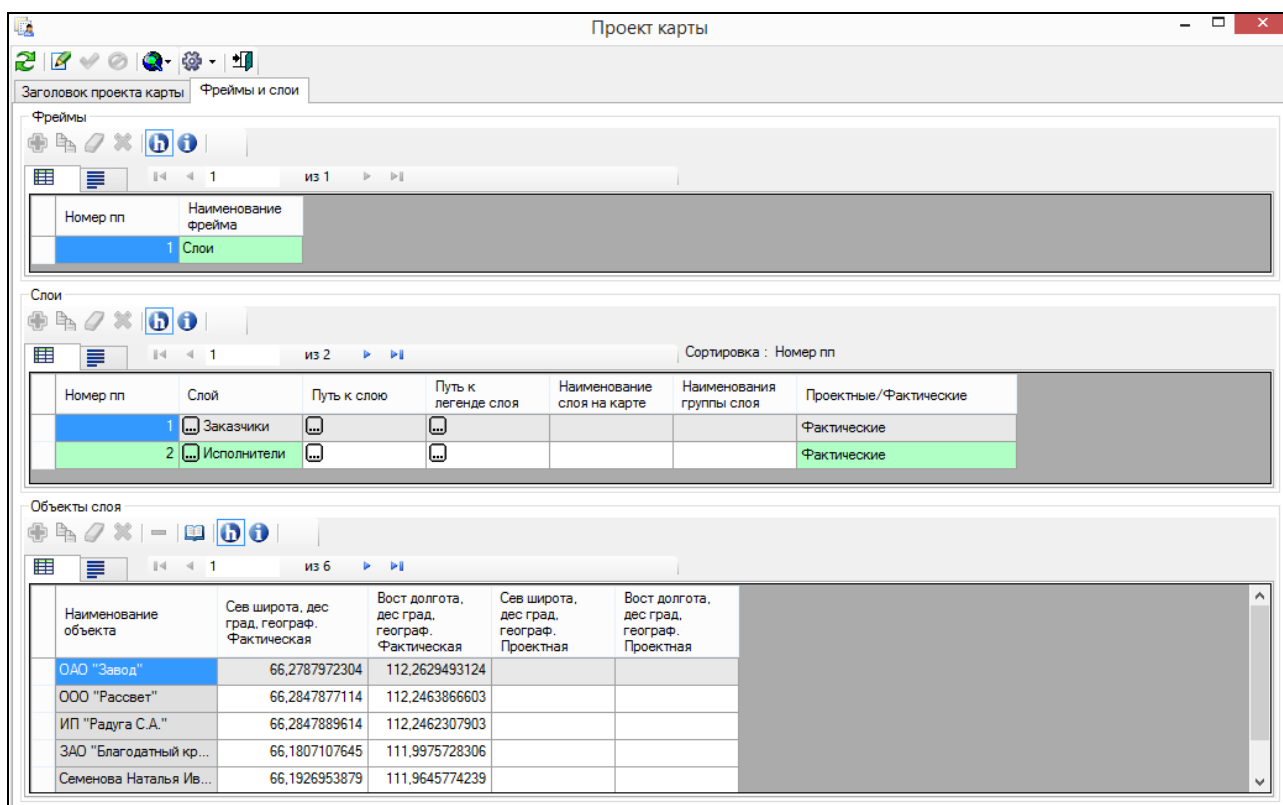 Проект карты
Заголовок проекта карты Фреймы и слои
Фреймы
1 из 1
Номер пп Наименование фрейма
1 Слои
Слои
1 из 2 Сортировка : Номер пп
Номер пп Слой Путь к слою Путь к легенде слоя Наименование слоя на карте Наименования группы слоя Проектные/Фактические
1 ... Заказчики ... ... Фактические
2 ... Исполнители ... ... Фактические
Объекты слоя
1 из 6
Наименование объекта Сев широта, дес град, географ. Фактическая Вост долгота, дес град, географ. Фактическая Сев широта, дес град, географ. Проектная Вост долгота, дес град, географ. Проектная
ОАО "Завод" 66,2787972304 112,2629493124
ООО "Рассвет" 66,2847877114 112,2463866603
ИП "Радуга С.А." 66,2847889614 112,2462307903
ЗАО "Благодатный кр... 66,1807107645 111,9975728306
Семенова Наталья Ив... 66,1926953879 111,9645774239